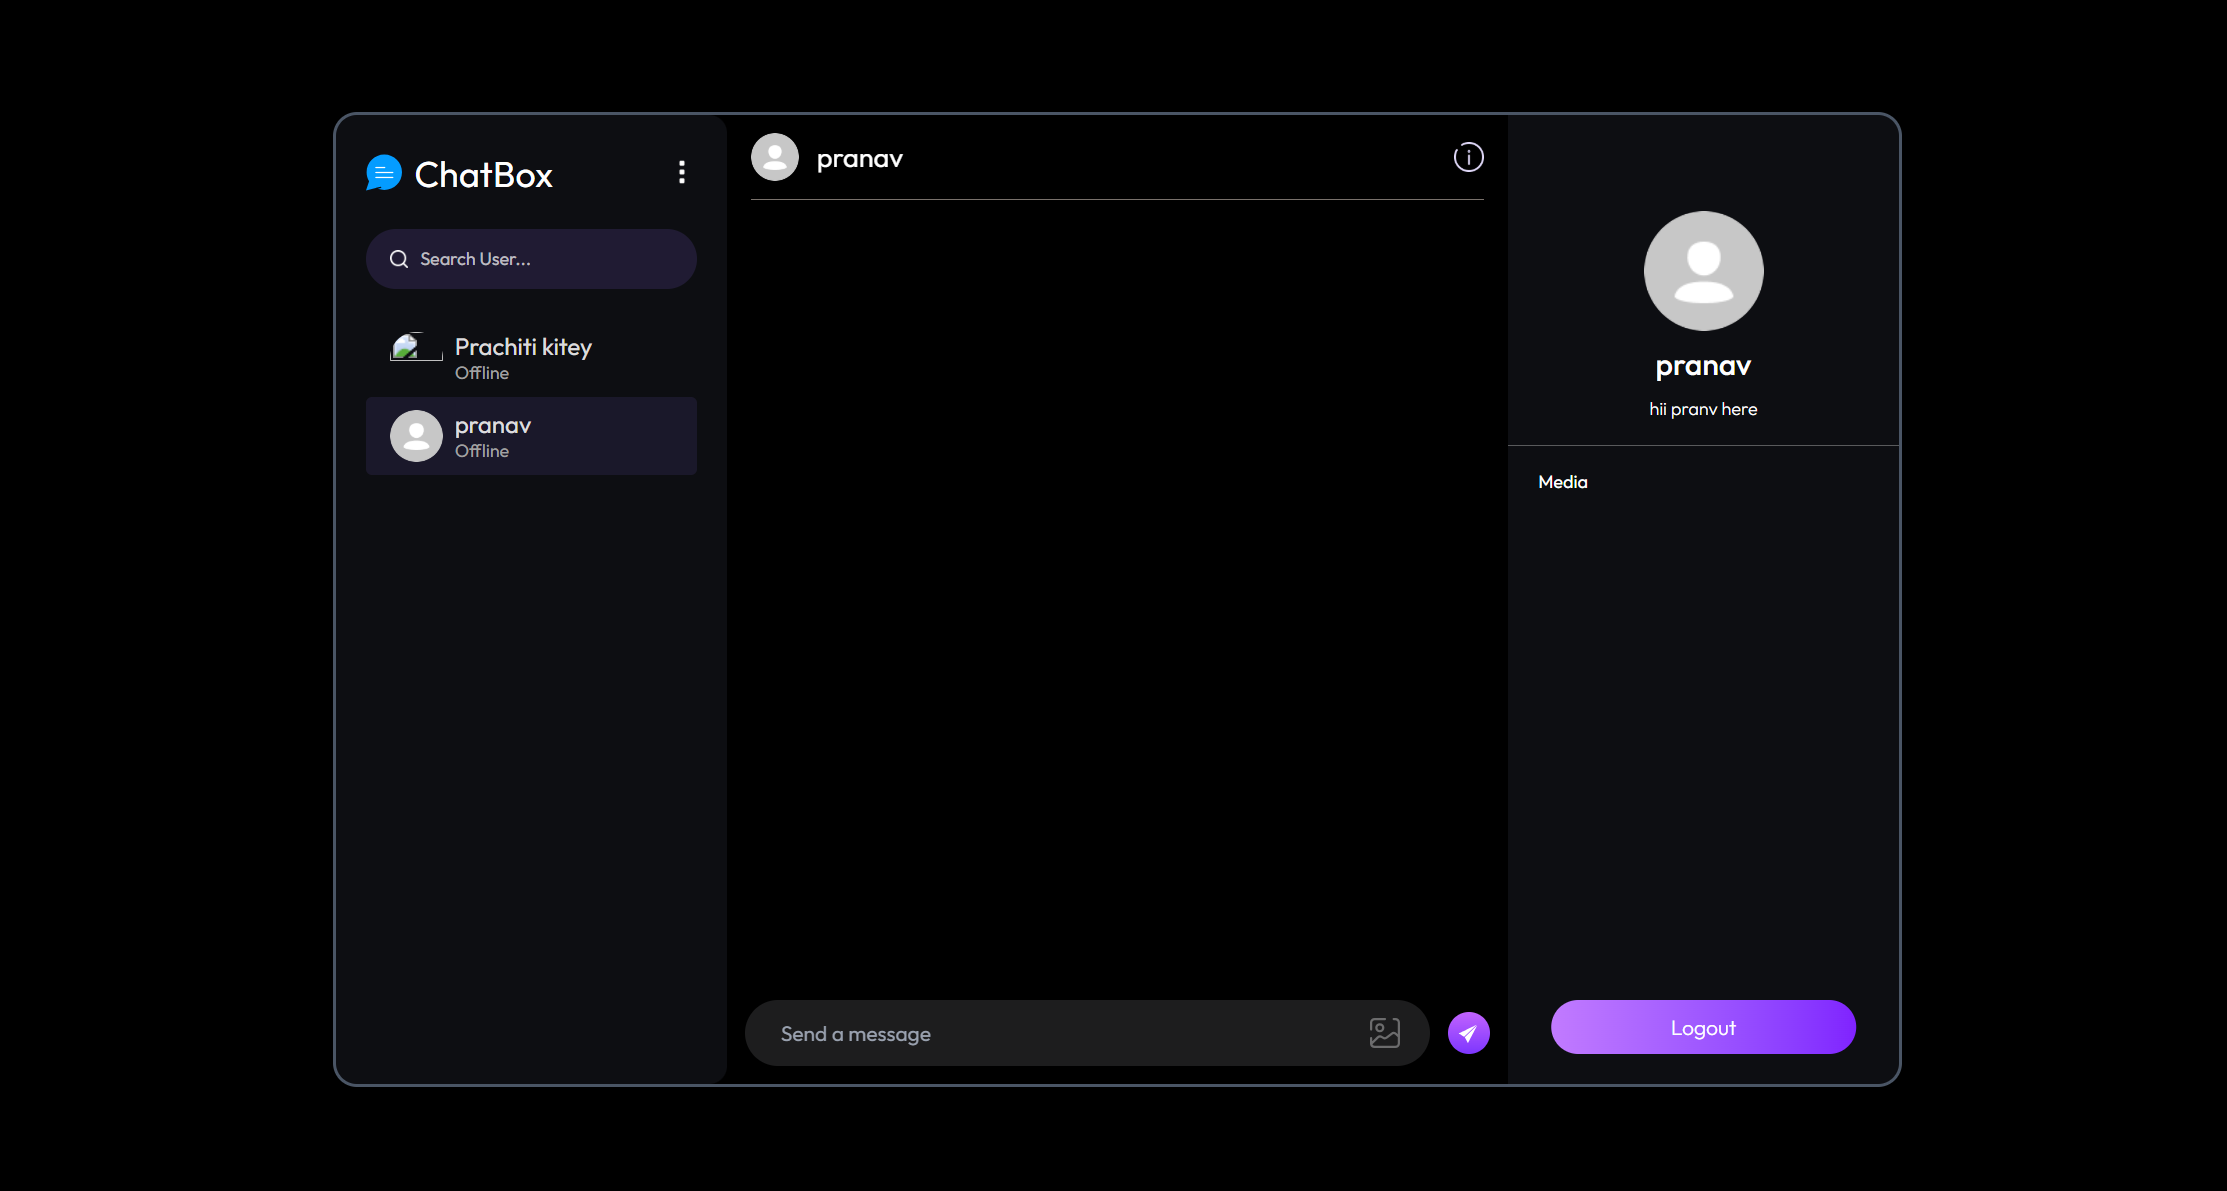 ChatBox
Search User...
Prachiti kitey
Offline
pranav
Offline
pranav
Send a message
pranav
hii pranv here
Media
Logout